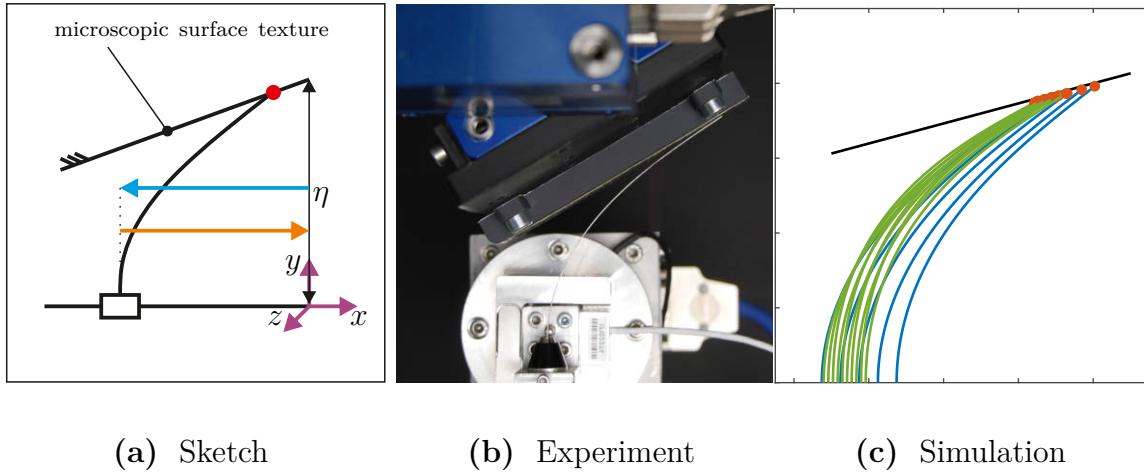 microscopic surface texture
η
y
z
x
(a) Sketch
(b) Experiment
(c) Simulation